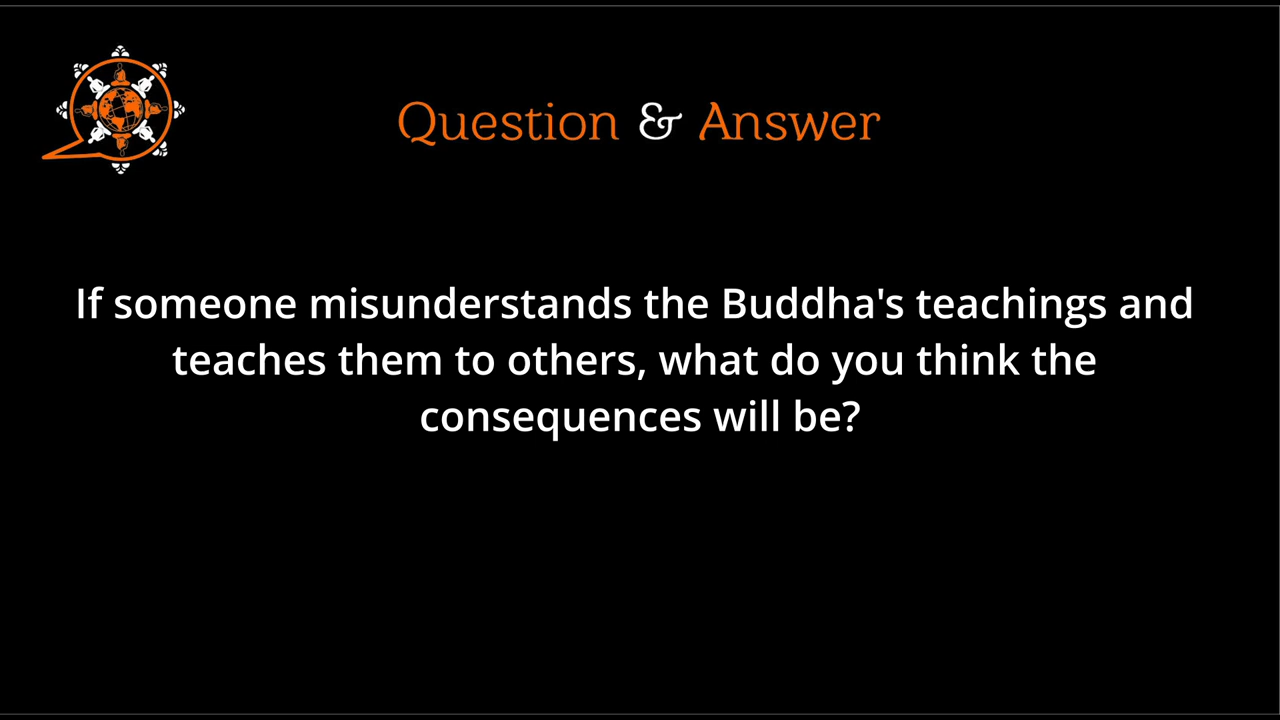 Question & Answer
If someone misunderstands the Buddha's teachings and
teaches them to others, what do you think the
consequences will be?